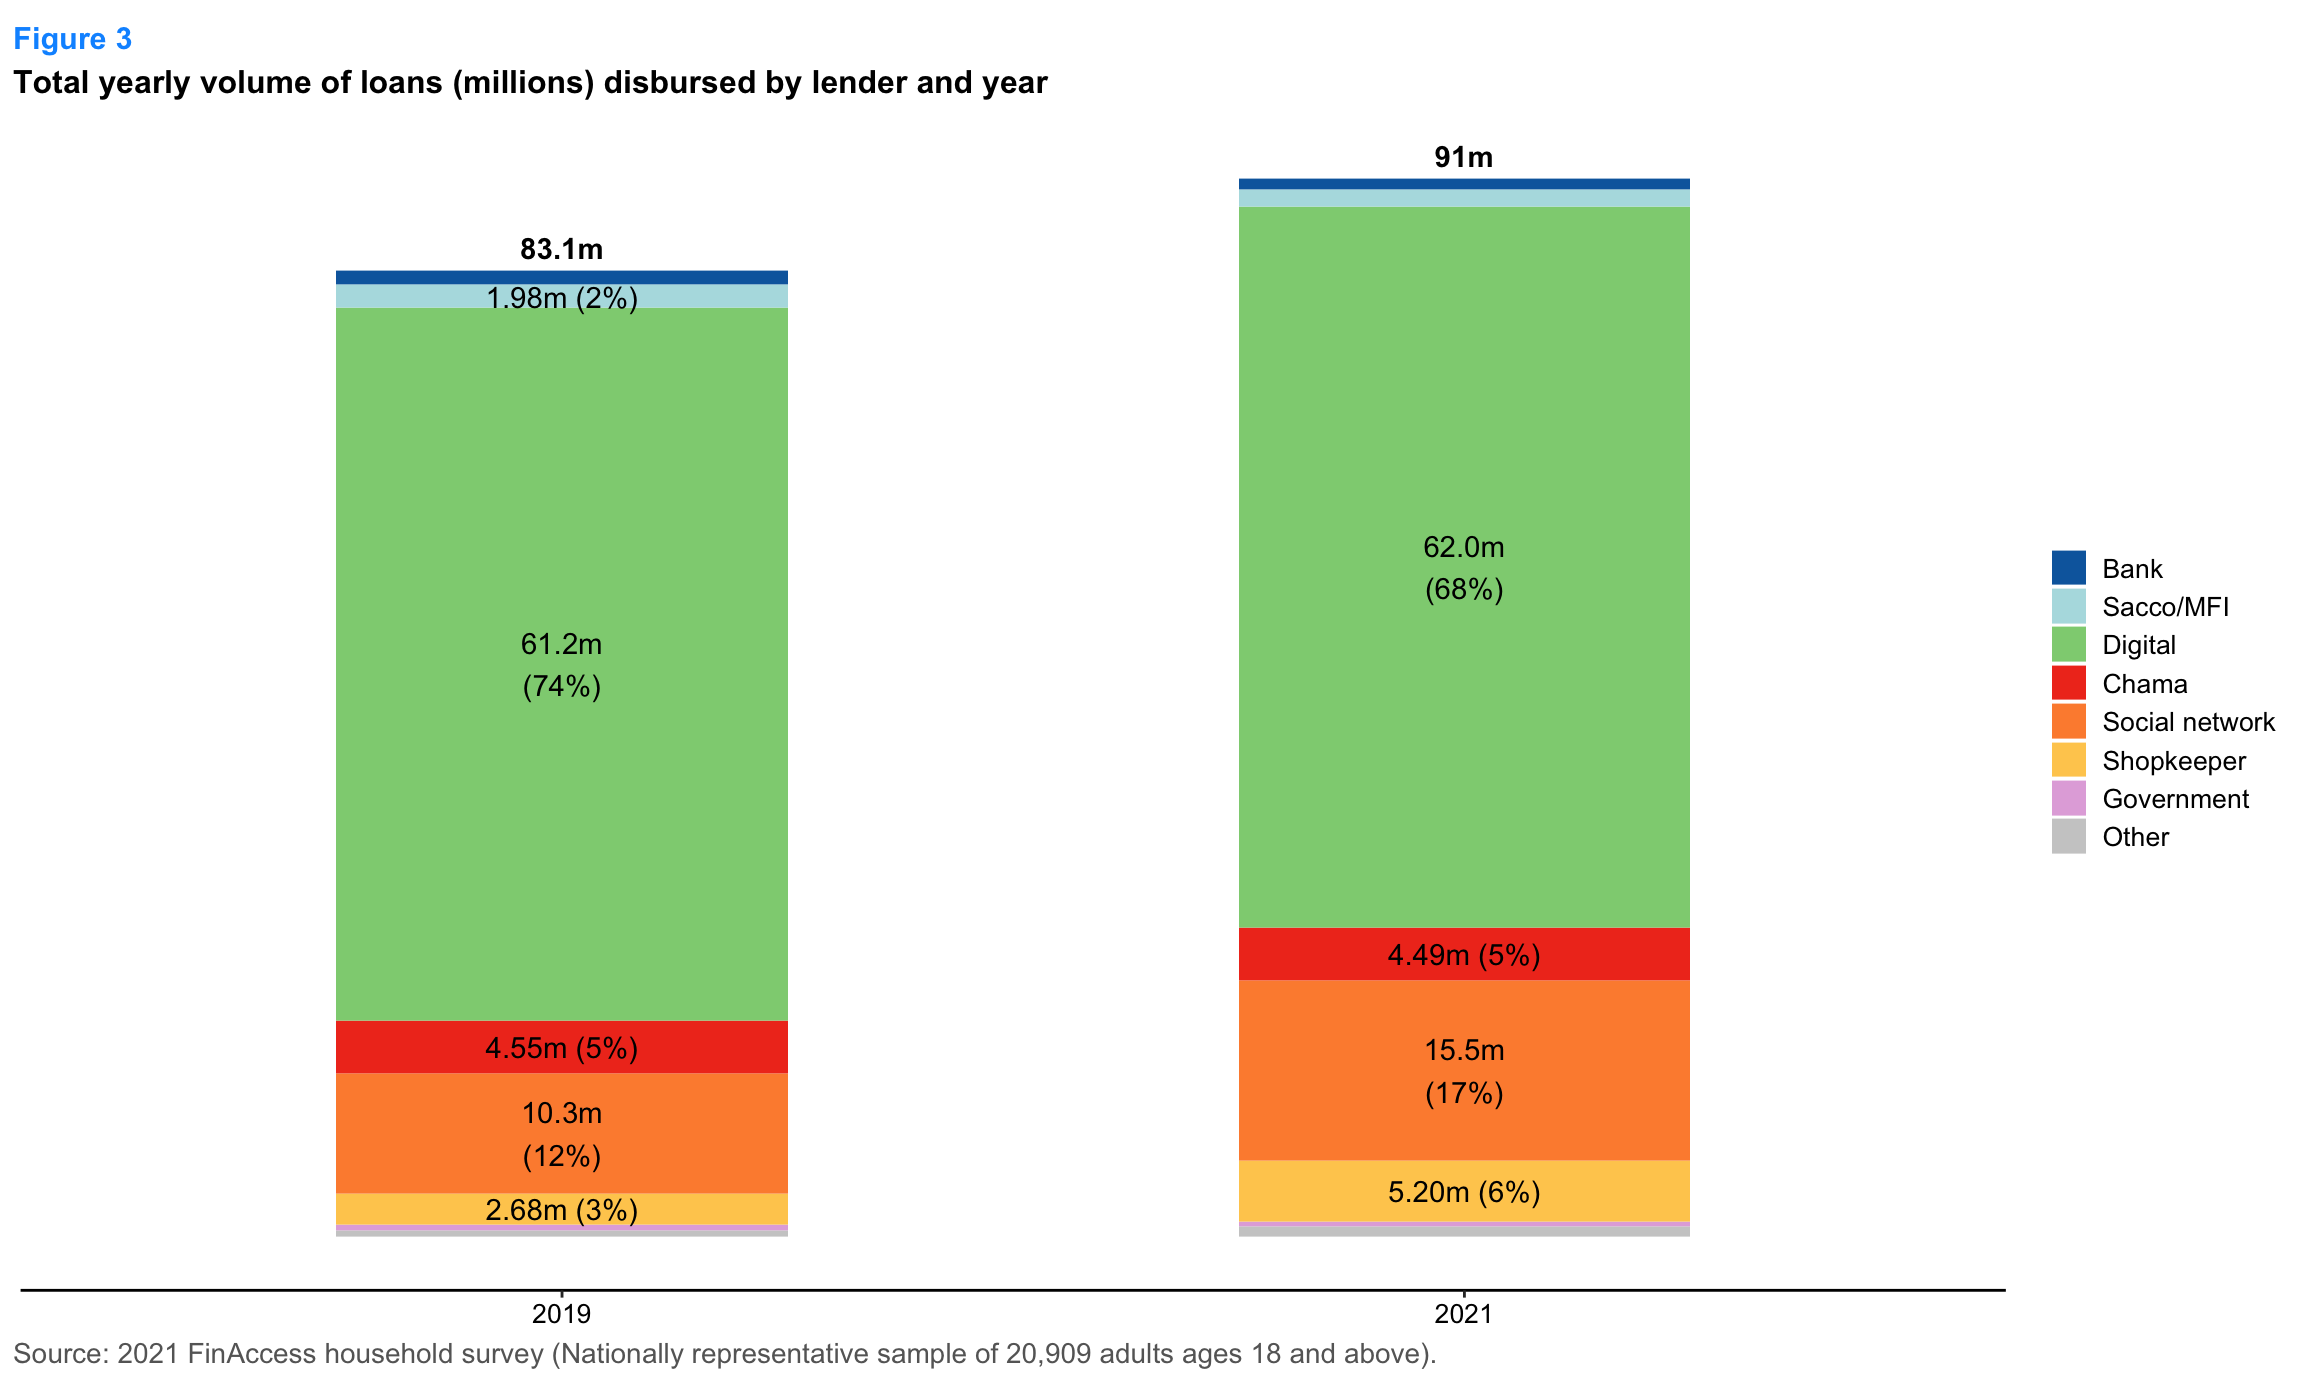 Figure 3
Total yearly volume of loans (millions) disbursed by lender and year
83.1m
1.98m (2%)
61.2m
(74%)
4.55m (5%)
10.3m
(12%)
2.68m (3%)
91m
62.0m
(68%)
4.49m (5%)
15.5m
(17%)
5.20m (6%)
Bank
Sacco/MFI
Digital
Chama
Social network
Shopkeeper
Government
Other
2019
2021
Source: 2021 FinAccess household survey (Nationally representative sample of 20,909 adults ages 18 and above).